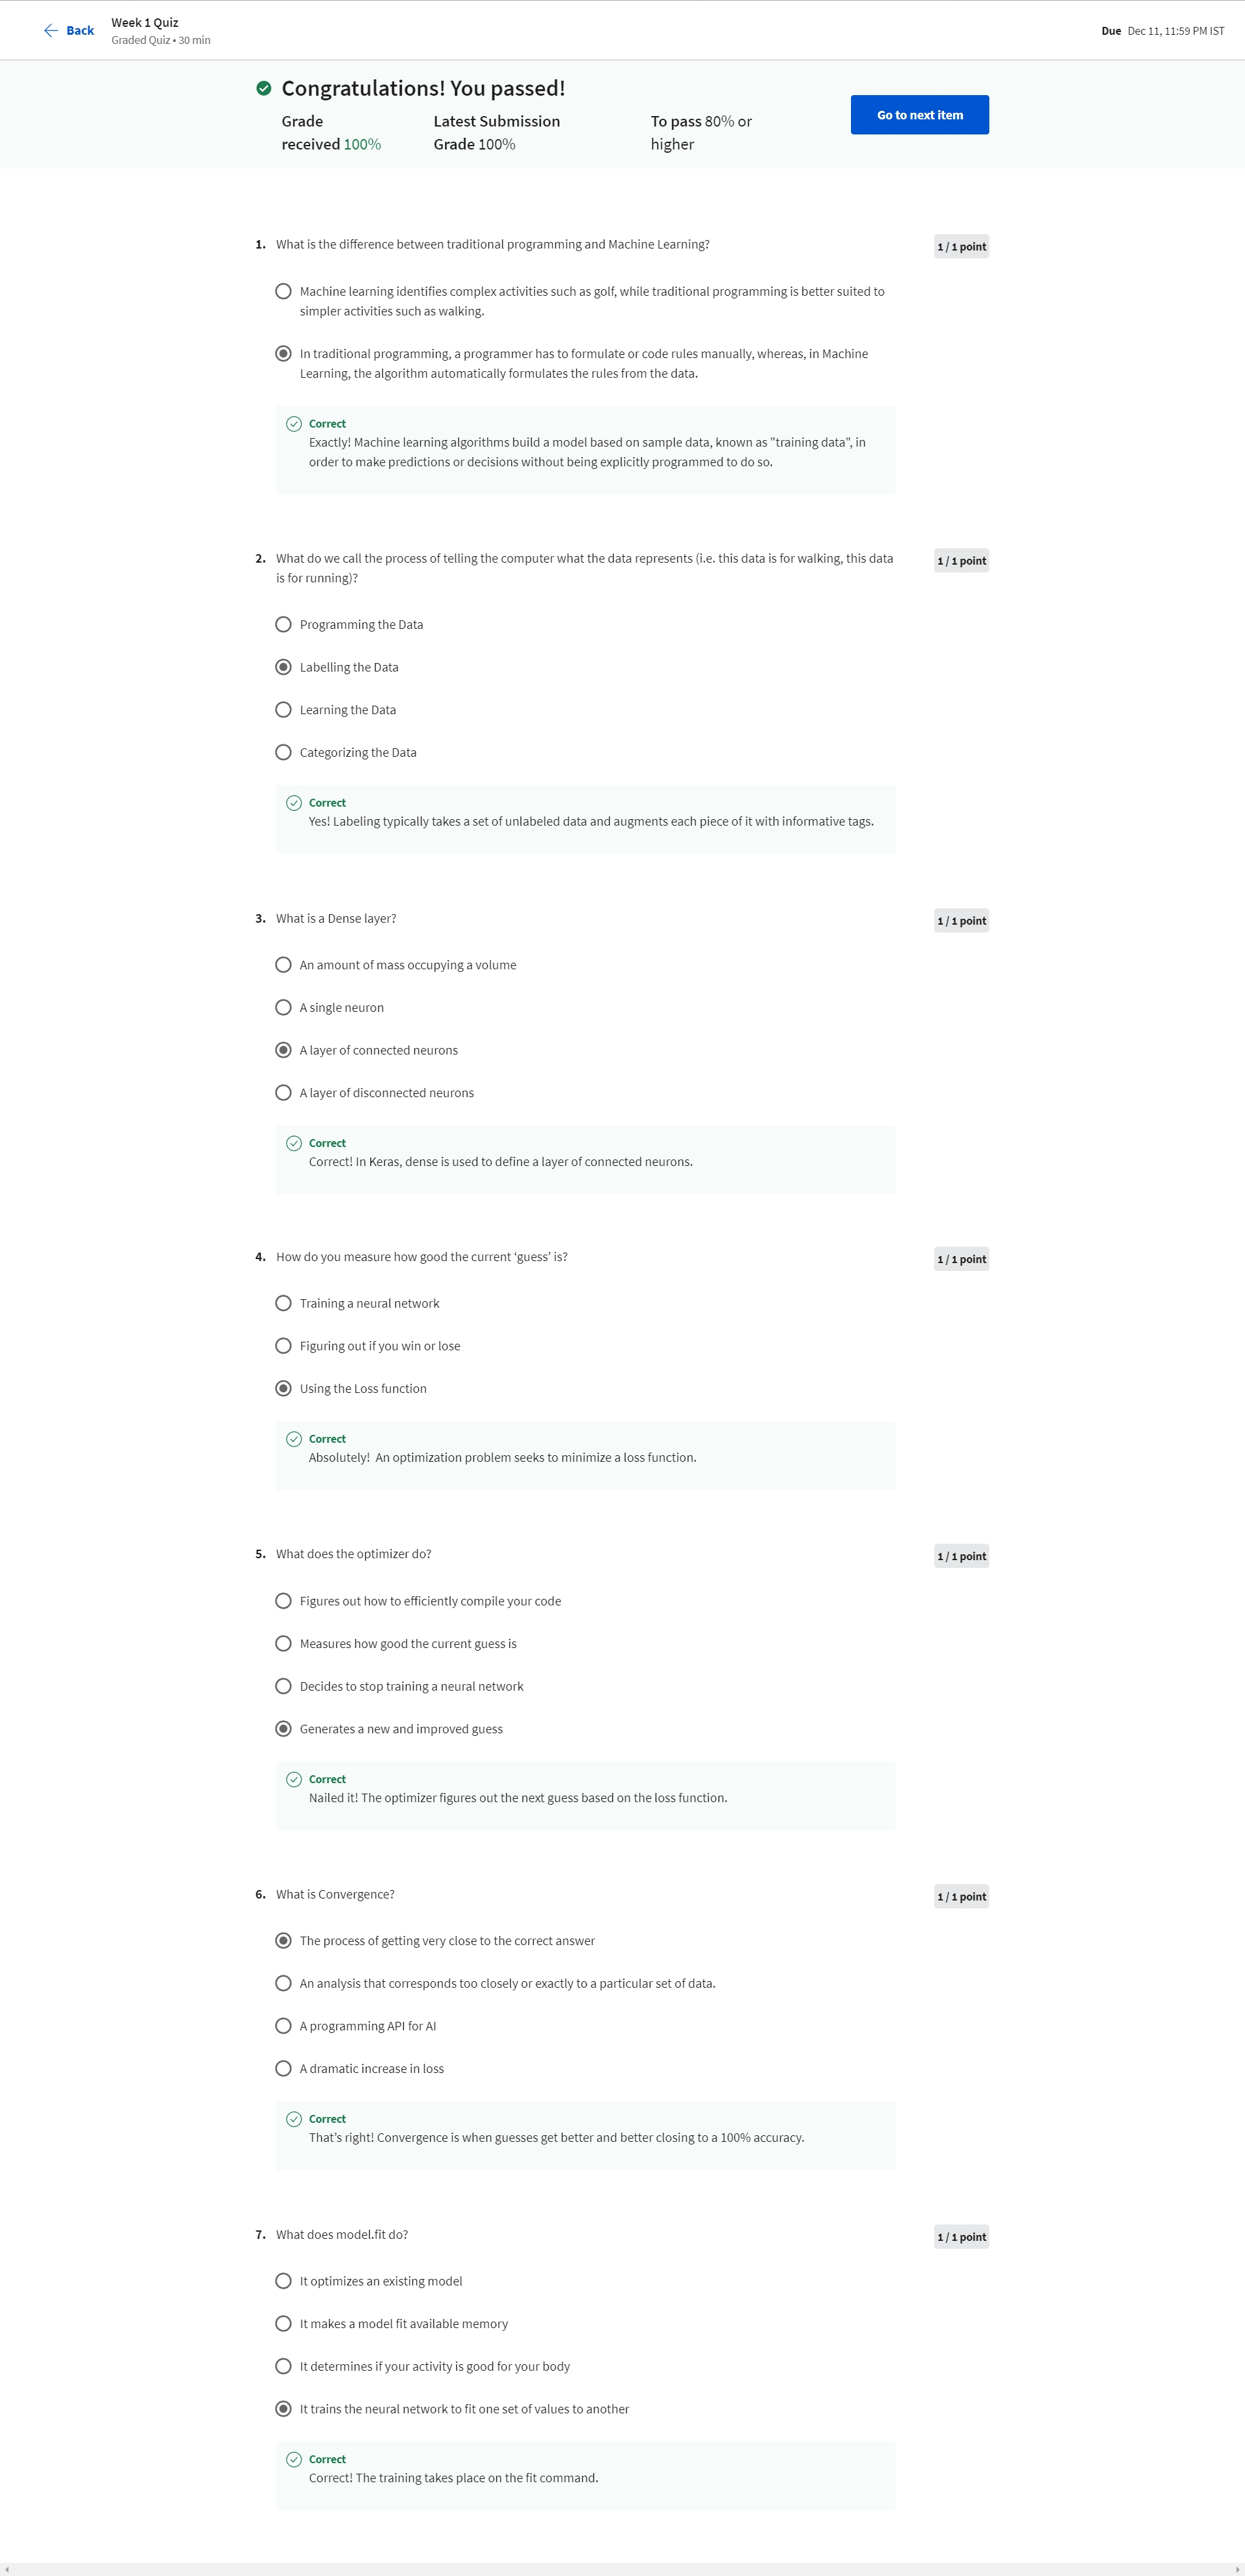 Back
Week 1 Quiz
Graded Quiz • 30 min
Due Dec 11, 11:59 PM IST
Congratulations! You passed!
Grade
received 100%
Latest Submission
Grade 100%
To pass 80% or
higher
Go to next item
1. What is the difference between traditional programming and Machine Learning?
1 / 1 point
Machine learning identifies complex activities such as golf, while traditional programming is better suited to
simpler activities such as walking.
In traditional programming, a programmer has to formulate or code rules manually, whereas, in Machine
Learning, the algorithm automatically formulates the rules from the data.
Correct
Exactly! Machine learning algorithms build a model based on sample data, known as "training data", in
order to make predictions or decisions without being explicitly programmed to do so.
2. What do we call the process of telling the computer what the data represents (i.e. this data is for walking, this data
is for running)?
1 / 1 point
Programming the Data
Labelling the Data
Learning the Data
Categorizing the Data
Correct
Yes! Labeling typically takes a set of unlabeled data and augments each piece of it with informative tags.
3. What is a Dense layer?
1 / 1 point
An amount of mass occupying a volume
A single neuron
A layer of connected neurons
A layer of disconnected neurons
Correct
Correct! In Keras, dense is used to define a layer of connected neurons.
4. How do you measure how good the current ‘guess’ is?
1 / 1 point
Training a neural network
Figuring out if you win or lose
Using the Loss function
Correct
Absolutely! An optimization problem seeks to minimize a loss function.
5. What does the optimizer do?
1 / 1 point
Figures out how to efficiently compile your code
Measures how good the current guess is
Decides to stop training a neural network
Generates a new and improved guess
Correct
Nailed it! The optimizer figures out the next guess based on the loss function.
6. What is Convergence?
1 / 1 point
The process of getting very close to the correct answer
An analysis that corresponds too closely or exactly to a particular set of data.
A programming API for AI
A dramatic increase in loss
Correct
That’s right! Convergence is when guesses get better and better closing to a 100% accuracy.
7. What does model.fit do?
1 / 1 point
It optimizes an existing model
It makes a model fit available memory
It determines if your activity is good for your body
It trains the neural network to fit one set of values to another
Correct
Correct! The training takes place on the fit command.